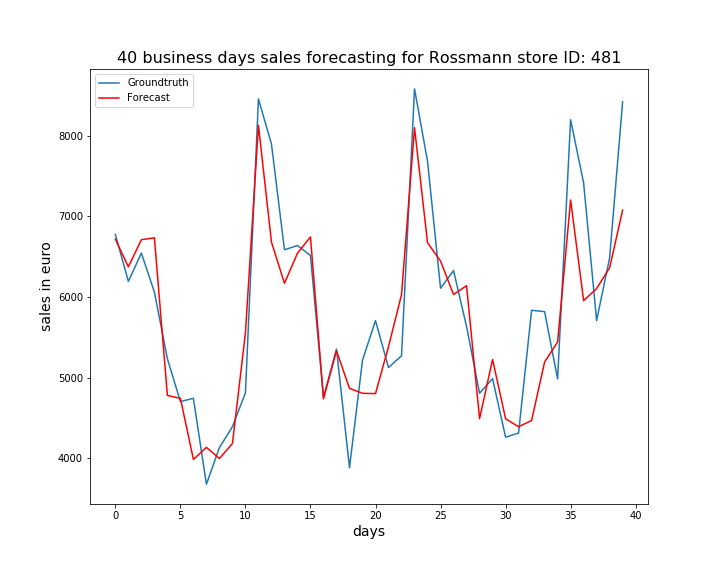 40 business days sales forecasting for Rossmann store ID: 481
Groundtruth
Forecast
8000
7000
6000
5000
4000
sales in euro
0 5 10 15 20 25 30 35 40
days